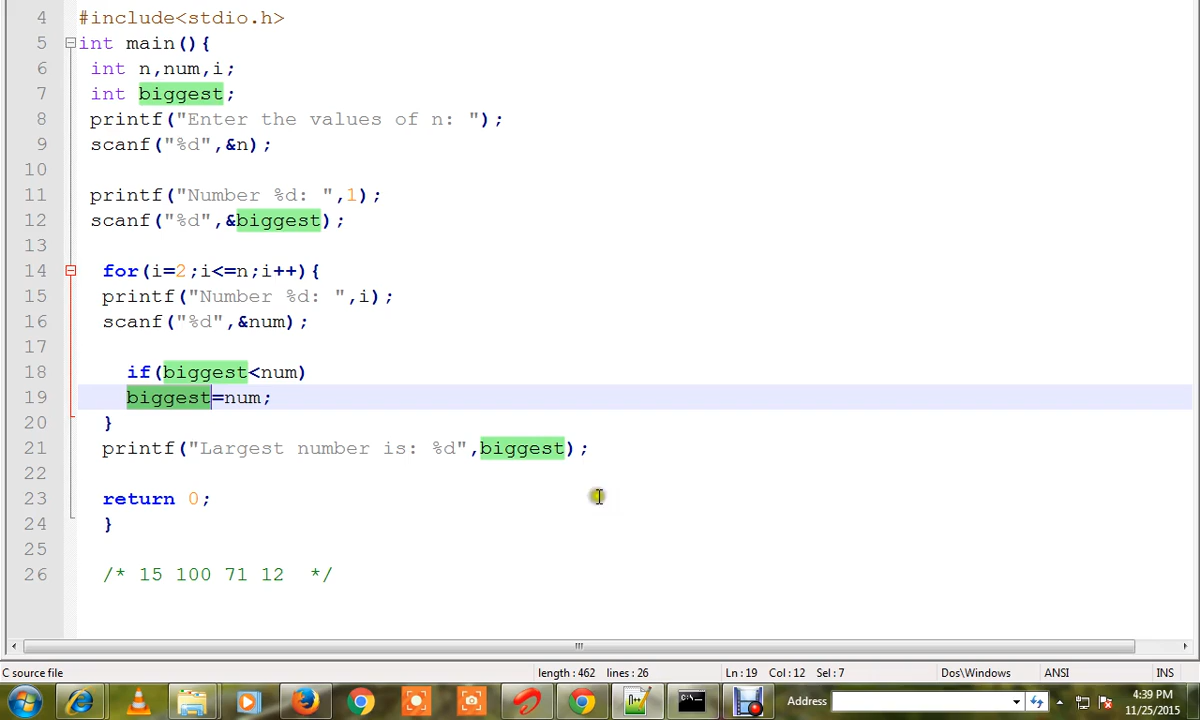 4 #include<stdio.h>
5 int main(){
6 int n,num,i;
7 int biggest;
8 printf("Enter the values of n: ");
9 scanf("%d",&n);
10
11 printf("Number %d: ",1);
12 scanf("%d",&biggest);
13
14 for(i=2;i<=n;i++){
15 printf("Number %d: ",i);
16 scanf("%d",&num);
17
18 if(biggest<num)
19 biggest=num;
20 }
21 printf("Largest number is: %d",biggest);
22
23 return 0;
24 }
25
26 /* 15 100 71 12 */
C source file length : 462 lines : 26 Ln : 19 Col : 12 Sel : 7 Dos\Windows ANSI INS
Address 4:39 PM
11/25/2015